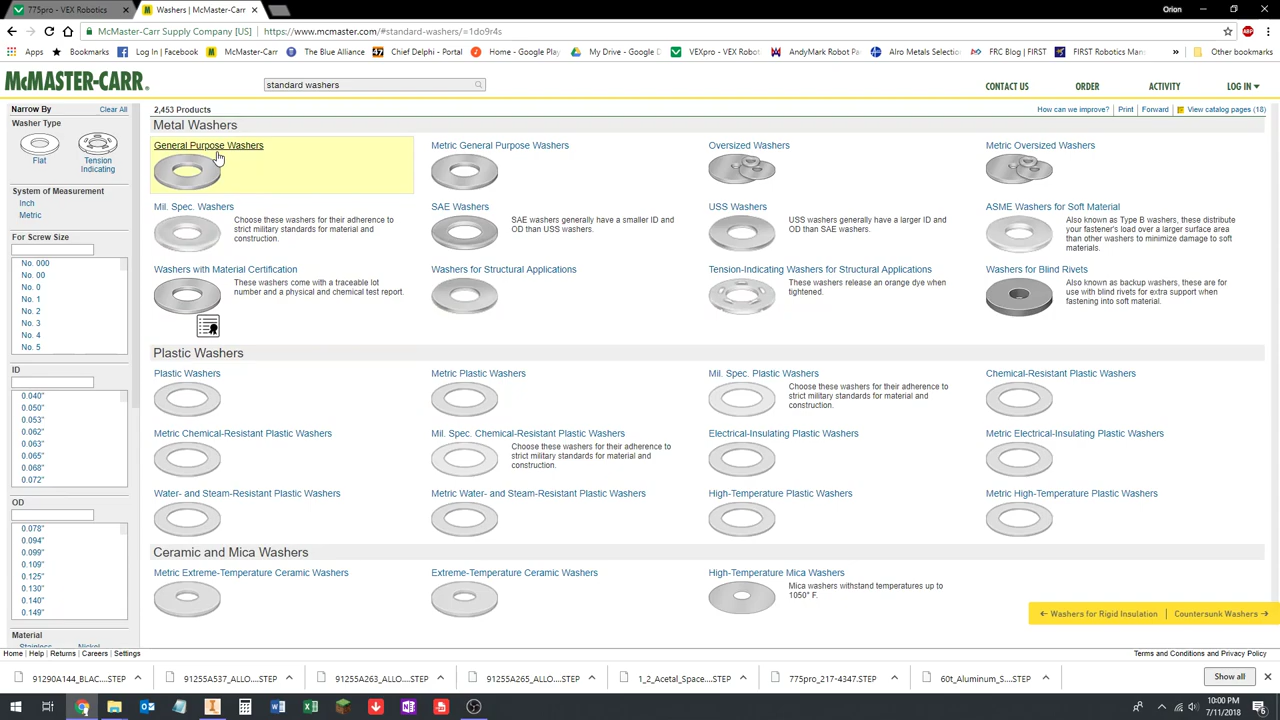 775pro - VEX Robotics
Washers | McMaster-Carr
Orion
McMaster-Carr Supply Company [US]
https://www.mcmaster.com/#standard-washers/=1do9r4s
Apps
Bookmarks
Log In | Facebook
McMaster-Carr
The Blue Alliance
Chief Delphi - Portal
Home - Google Play
My Drive - Google D
VEXpro - VEX Robo
AndyMark Robot Pa
Alro Metals Selectio
FRC Blog | FIRST
FIRST Robotics Man
»
Other bookmarks
McMASTER-CARR.
standard washers
CONTACT US
ORDER
ACTIVITY
LOG IN
Narrow By
Clear All
Washer Type
Flat
Tension
Indicating
System of Measurement
Inch
Metric
For Screw Size
No. 000
No. 00
No. 0
No. 1
No. 2
No. 3
No. 4
No. 5
ID
0.040"
0.050"
0.053"
0.062"
0.063"
0.065"
0.068"
0.072"
OD
0.078"
0.094"
0.099"
0.109"
0.125"
0.130"
0.140"
0.149"
Material
Stainless
Nickel
2,453 Products
How can we improve?
Print
Forward
View catalog pages (18)
Metal Washers
General Purpose Washers
Metric General Purpose Washers
Oversized Washers
Metric Oversized Washers
Mil. Spec. Washers
Choose these washers for their adherence to
strict military standards for material and
construction.
SAE Washers
SAE washers generally have a smaller ID and
OD than USS washers.
USS Washers
USS washers generally have a larger ID and
OD than SAE washers.
ASME Washers for Soft Material
Also known as Type B washers, these distribute
your fastener's load over a larger surface area
than other washers to minimize damage to soft
materials.
Washers with Material Certification
These washers come with a traceable lot
number and a physical and chemical test report.
Washers for Structural Applications
Tension-Indicating Washers for Structural Applications
These washers release an orange dye when
tightened.
Washers for Blind Rivets
Also known as backup washers, these are for
use with blind rivets for extra support when
fastening into soft material.
Plastic Washers
Plastic Washers
Metric Plastic Washers
Mil. Spec. Plastic Washers
Choose these washers for their adherence to
strict military standards for material and
construction.
Chemical-Resistant Plastic Washers
Metric Chemical-Resistant Plastic Washers
Mil. Spec. Chemical-Resistant Plastic Washers
Choose these washers for their adherence to
strict military standards for material and
construction.
Electrical-Insulating Plastic Washers
Metric Electrical-Insulating Plastic Washers
Water- and Steam-Resistant Plastic Washers
Metric Water- and Steam-Resistant Plastic Washers
High-Temperature Plastic Washers
Metric High-Temperature Plastic Washers
Ceramic and Mica Washers
Metric Extreme-Temperature Ceramic Washers
Extreme-Temperature Ceramic Washers
High-Temperature Mica Washers
Mica washers withstand temperatures up to
1050° F.
← Washers for Rigid Insulation | Countersunk Washers →
Home | Help | Returns | Careers | Settings
Terms and Conditions and Privacy Policy
91290A144_BLAC....STEP
91255A537_ALLO....STEP
91255A263_ALLO....STEP
91255A265_ALLO....STEP
1_2_Acetal_Space....STEP
775pro_217-4347.STEP
60t_Aluminum_S....STEP
Show all
10:00 PM
7/11/2018